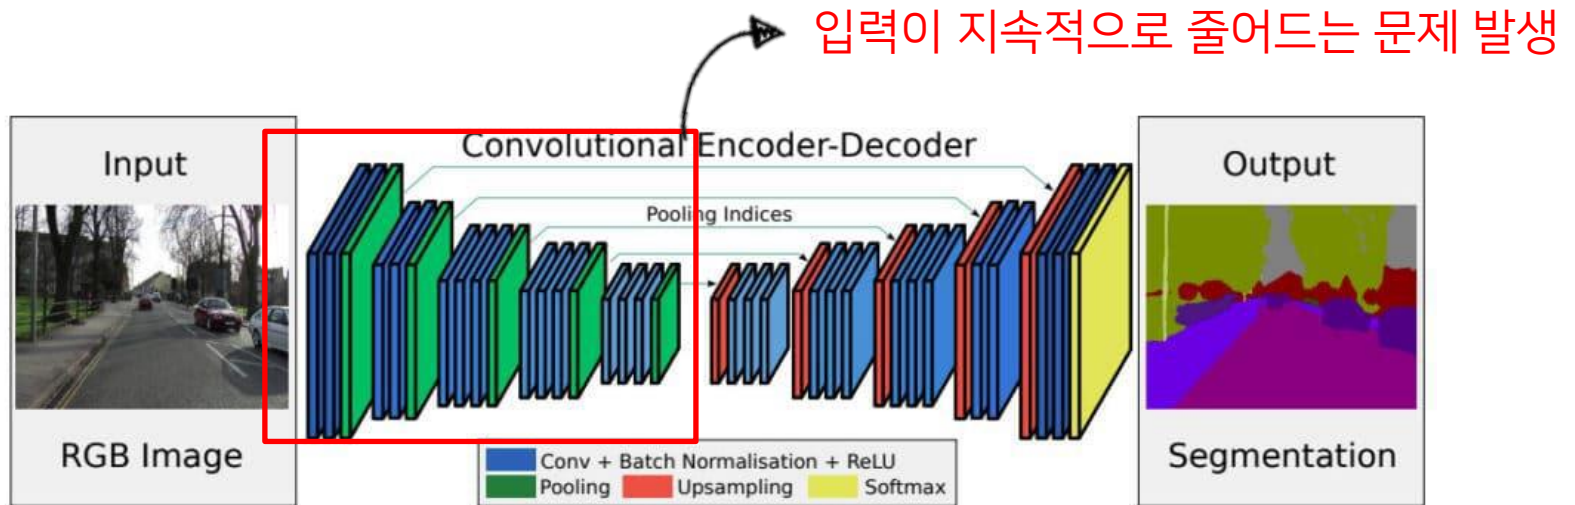 입력이 지속적으로 줄어드는 문제 발생
Convolutional Encoder-Decoder
Input
Pooling Indices
Output
RGB Image
Segmentation
Conv + Batch Normalisation + ReLU
Pooling Upsampling Softmax